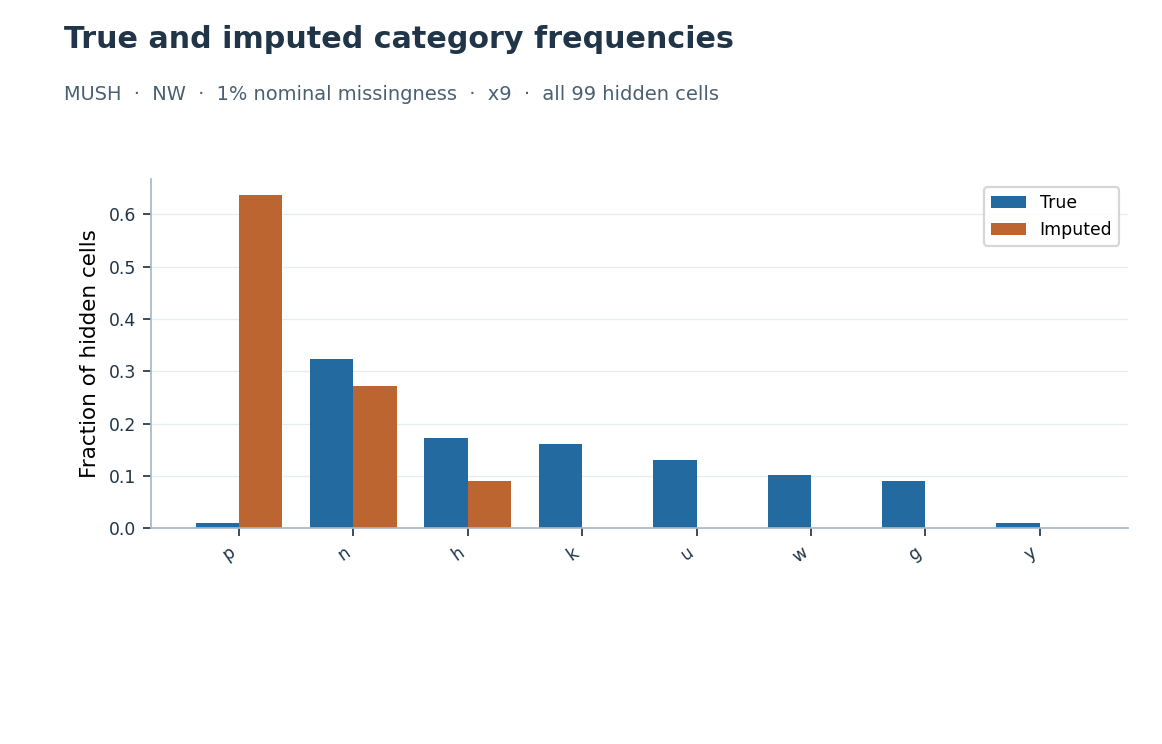 True and imputed category frequencies
MUSH · NW · 1% nominal missingness · x9 · all 99 hidden cells
True
Imputed
Fraction of hidden cells
0.6
0.5
0.4
0.3
0.2
0.1
0.0
p n h k u w g y